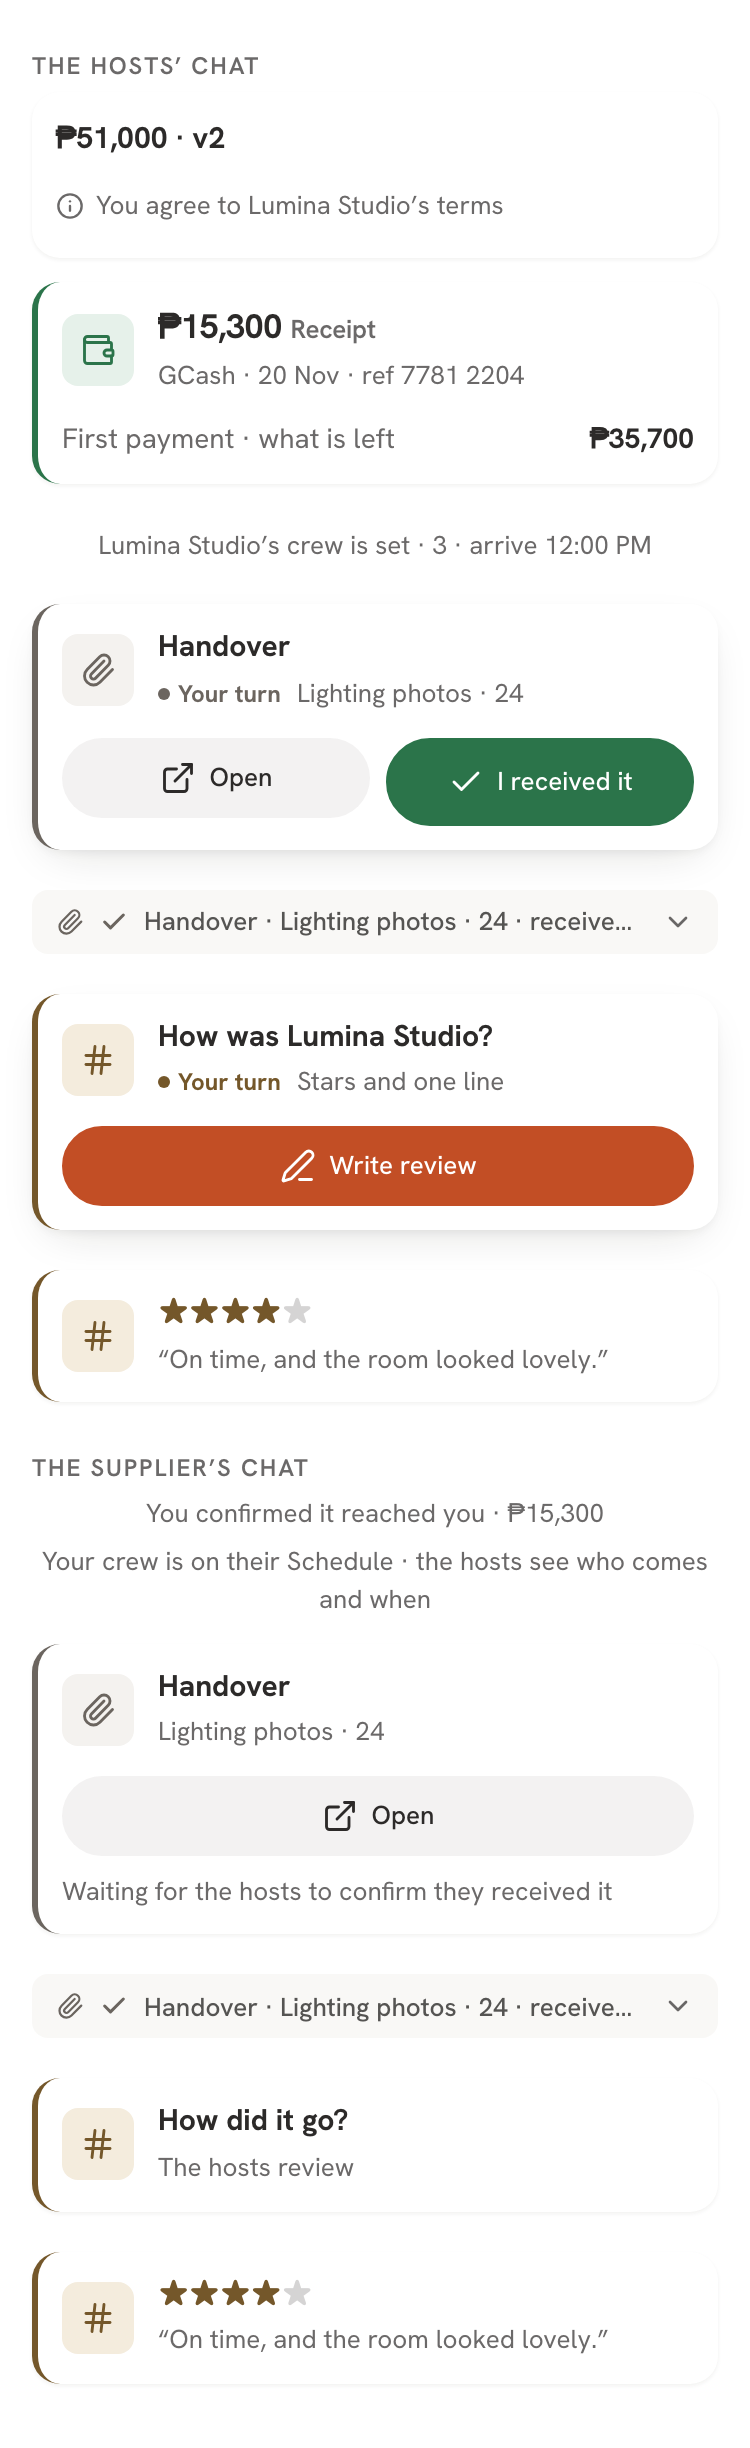 THE HOSTS’ CHAT
₱51,000 · v2
You agree to Lumina Studio’s terms
₱15,300 Receipt
GCash · 20 Nov · ref 7781 2204
First payment · what is left ₱35,700
Lumina Studio’s crew is set · 3 · arrive 12:00 PM
Handover
Your turn Lighting photos · 24
Open
I received it
Handover · Lighting photos · 24 · receive...
How was Lumina Studio?
Your turn Stars and one line
Write review
“On time, and the room looked lovely.”
THE SUPPLIER’S CHAT
You confirmed it reached you · ₱15,300
Your crew is on their Schedule · the hosts see who comes
and when
Handover
Lighting photos · 24
Open
Waiting for the hosts to confirm they received it
Handover · Lighting photos · 24 · receive...
How did it go?
The hosts review
“On time, and the room looked lovely.”